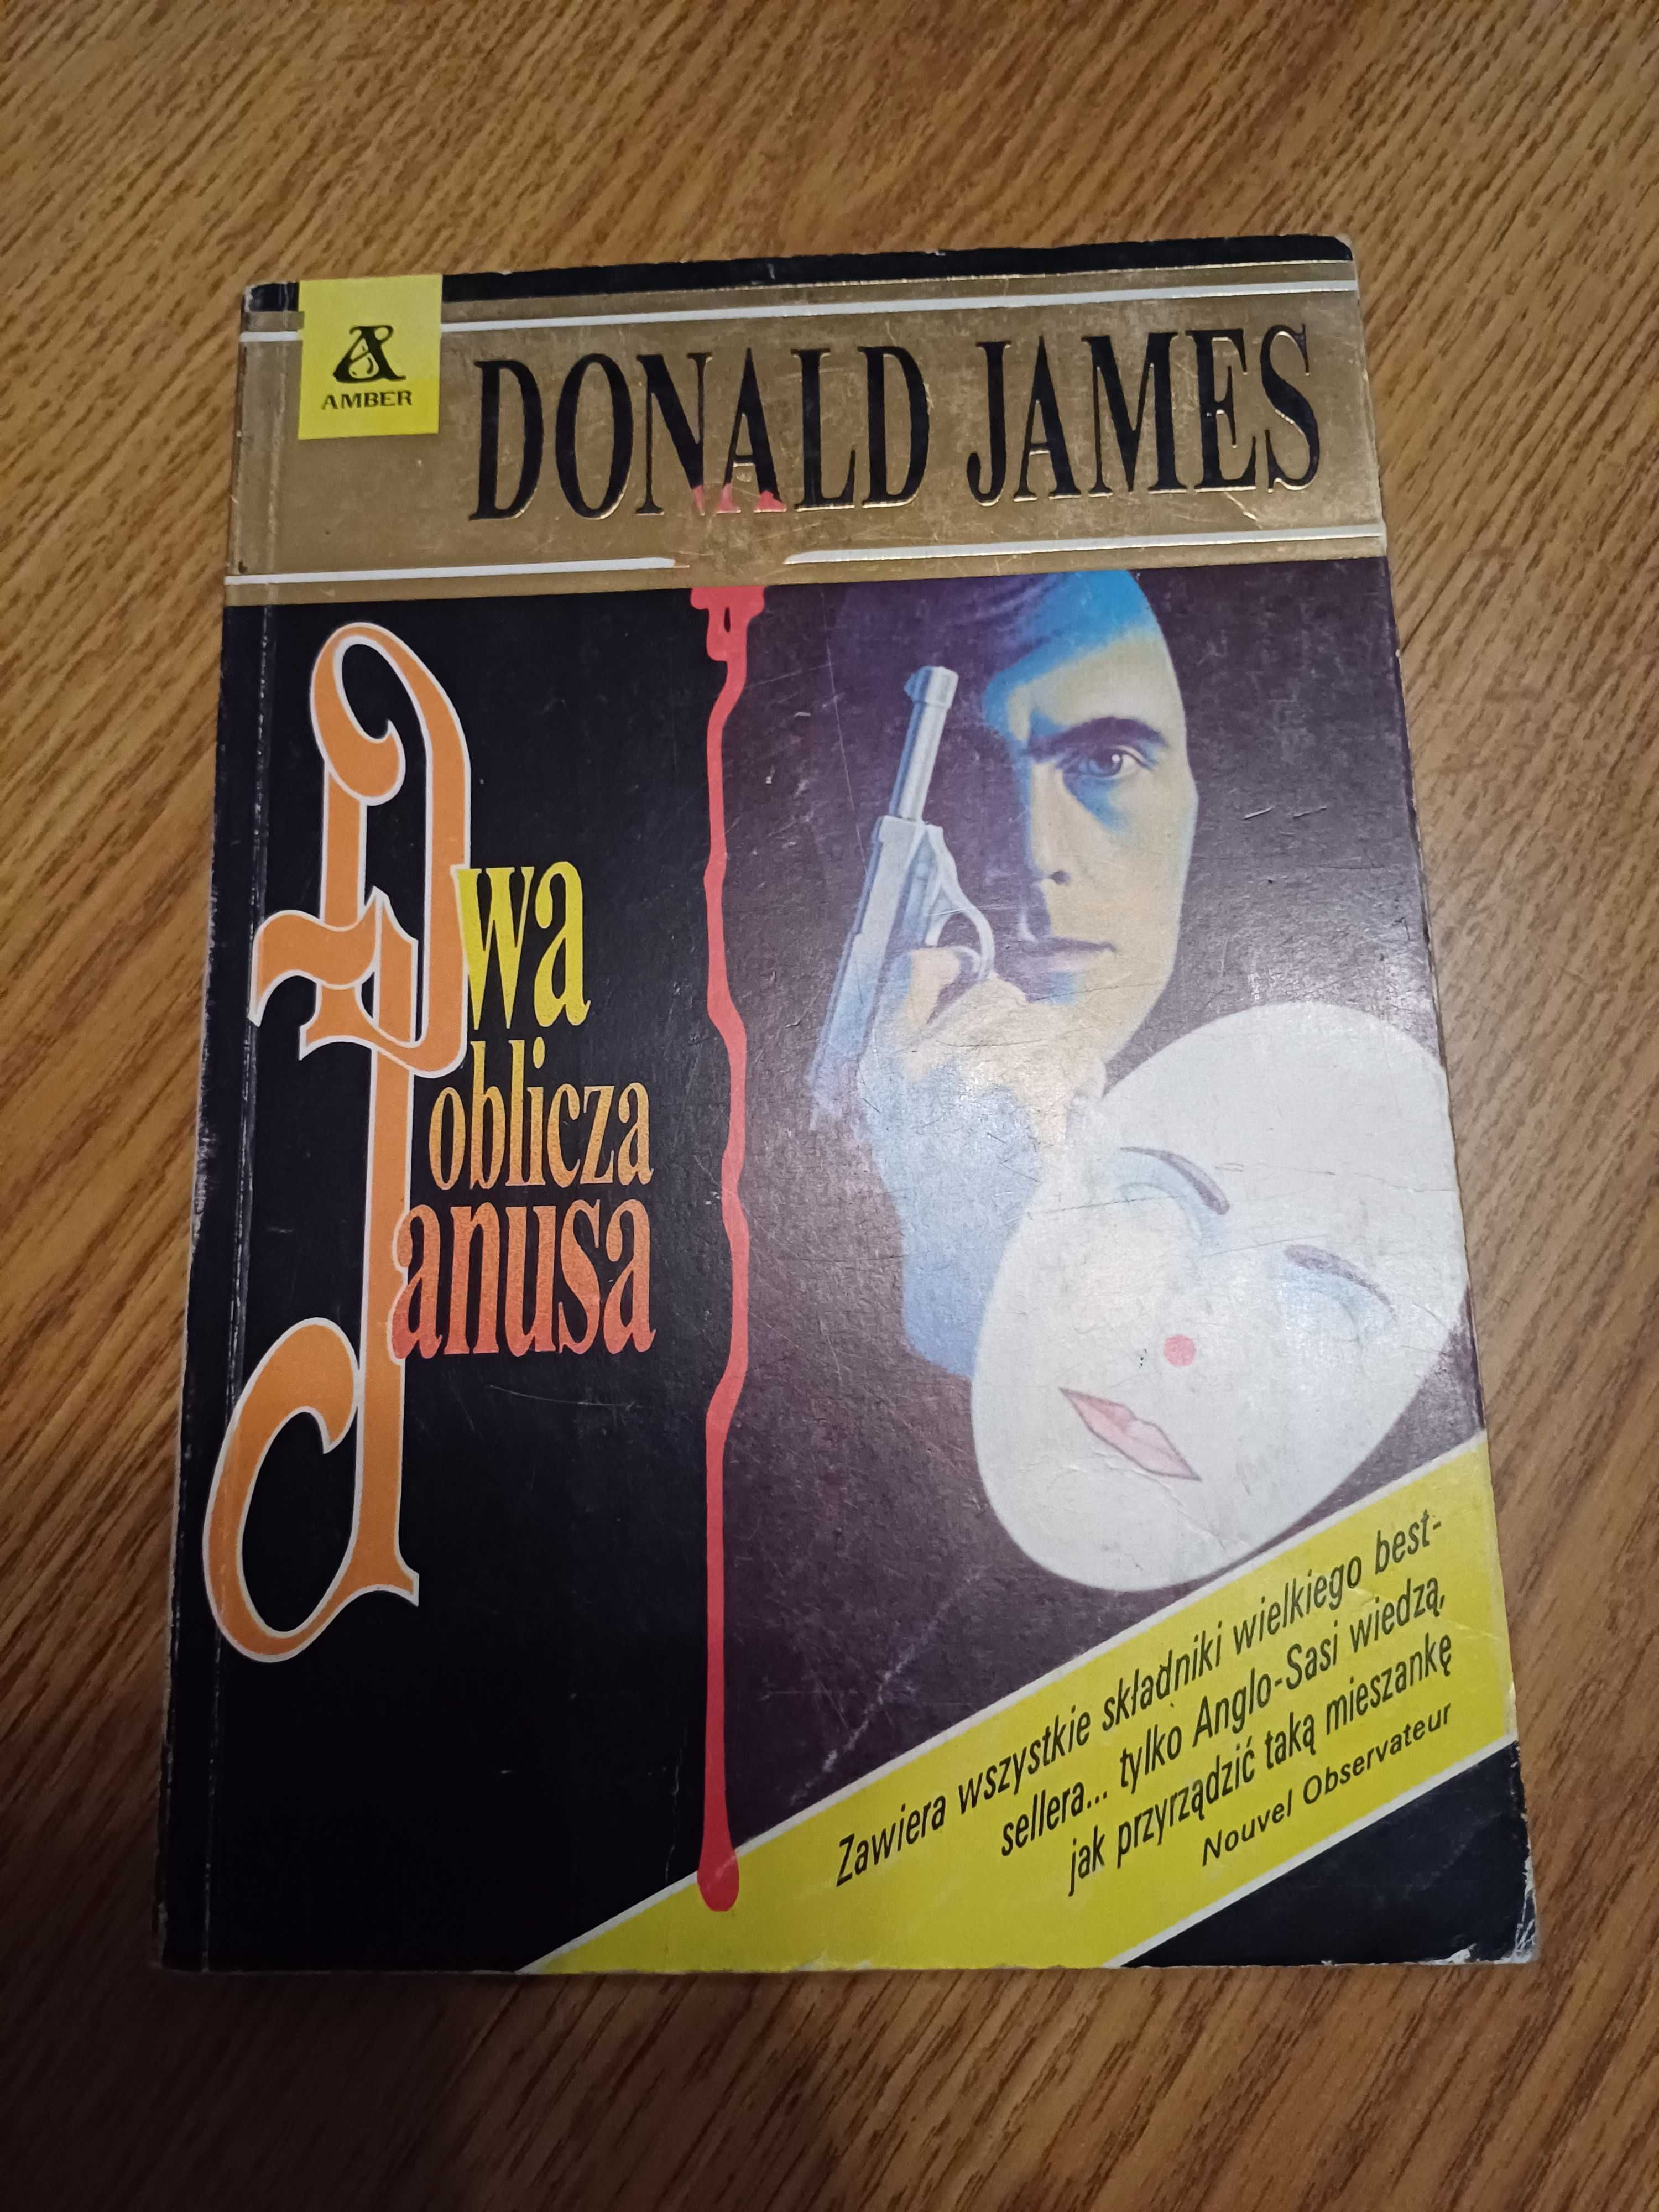 AMBER
DONALD JAMES
Dwa
oblicza
Janusa
Zawiera wszystkie składniki wielkiego best-
sellera... tylko Anglo-Sasi wiedzą,
jak przyrządzić taką mieszankę
Nouvel Observateur